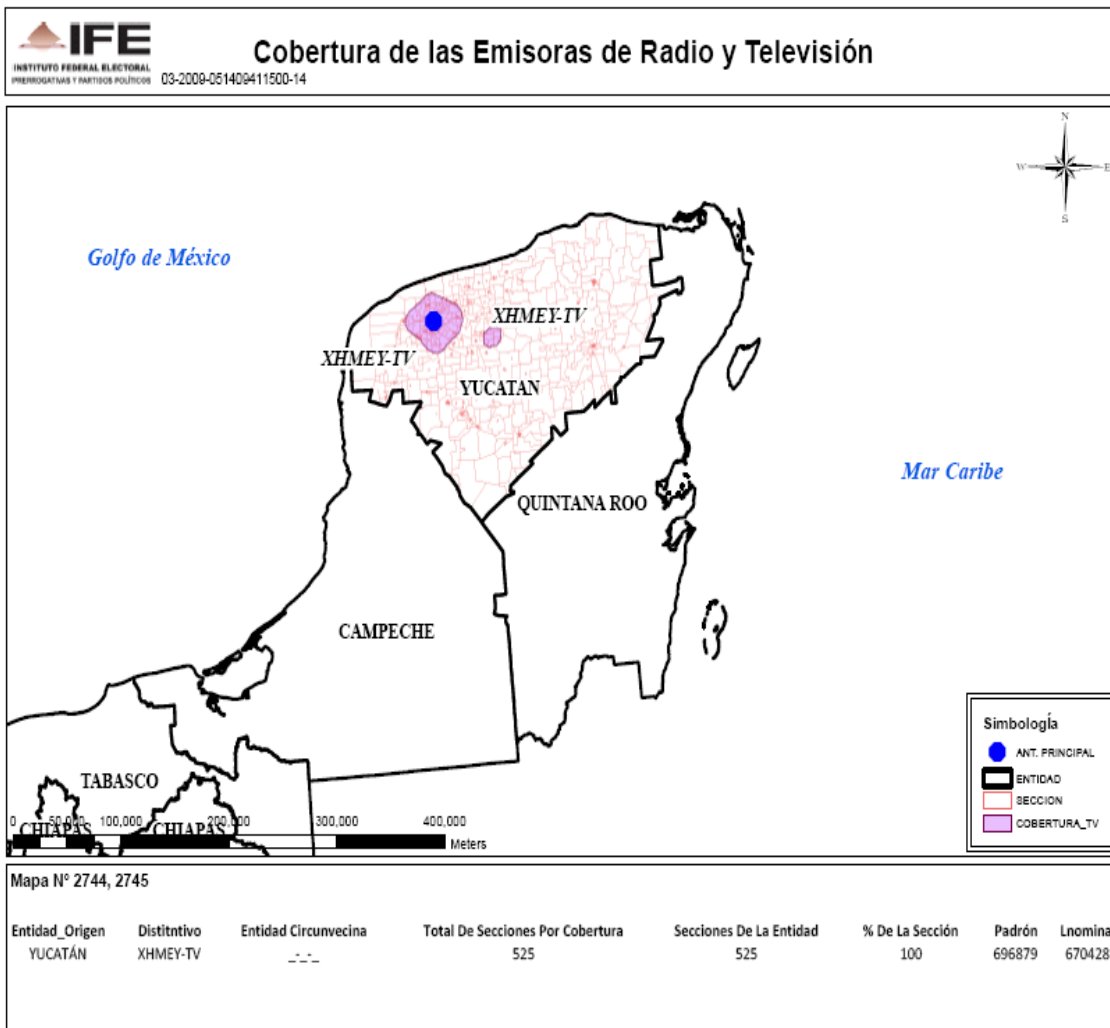 IFE
INSTITUTO FEDERAL ELECTORAL
PRERROGATIVAS Y PARTIDOS POLÍTICOS
03-2009-051409411500-14
Cobertura de las Emisoras de Radio y Televisión
N
W
E
S
Golfo de México
XHMEY-TV
XHMEY-TV
YUCATAN
Mar Caribe
QUINTANA ROO
CAMPECHE
TABASCO
CHIAPAS
CHIAPAS
0 50,000 100,000 200,000 300,000 400,000
Meters
Simbología
ANT. PRINCIPAL
ENTIDAD
SECCION
COBERTURA_TV
Mapa N° 2744, 2745
Entidad_Origen Distitntivo Entidad Circunvecina Total De Secciones Por Cobertura Secciones De La Entidad % De La Sección Padrón Lnomina
YUCATÁN XHMEY-TV _-_-_ 525 525 100 696879 670428